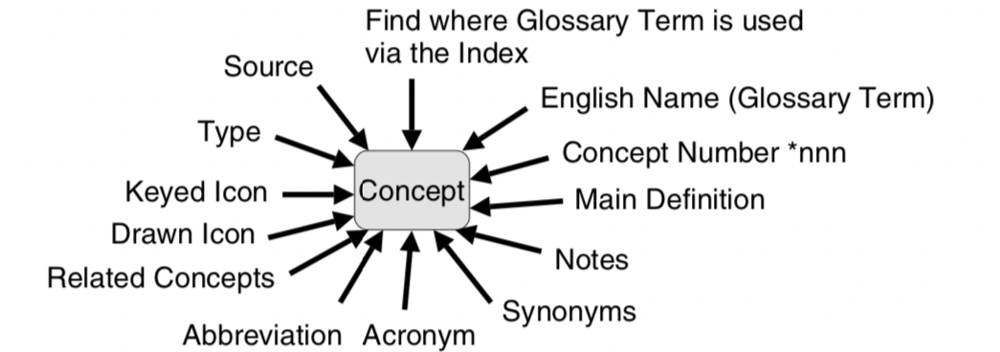 Find where Glossary Term is used
via the Index
Source
English Name (Glossary Term)
Type
Concept Number *nnn
Keyed Icon
Concept
Main Definition
Drawn Icon
Notes
Related Concepts
Synonyms
Abbreviation
Acronym